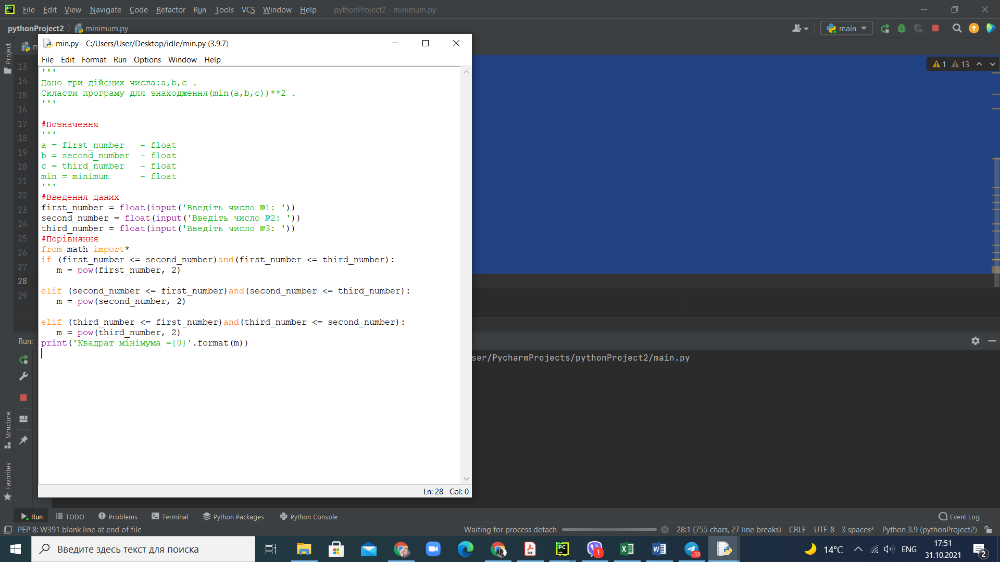 File Edit View Navigate Code Refactor Run Tools VCS Window Help pythonProject2 - minimum.py
pythonProject2 minimum.py main
min.py - C:/Users/User/Desktop/idle/min.py (3.9.7)
File Edit Format Run Options Window Help
Project
1 13
13
14
15
16
17
18
19
20
21
22
23
24
25
26
27
28
29
'''
Дано три дійсних числа:a,b,c .
Скласти програму для знаходження(min(a,b,c))**2 .
'''
#Позначення
'''
a = first_number - float
b = second_number - float
c = third_number - float
min = minimum - float
'''
#Введення даних
first_number = float(input('Введіть число №1: '))
second_number = float(input('Введіть число №2: '))
third_number = float(input('Введіть число №3: '))
#Порівняння
from math import*
if (first_number <= second_number)and(first_number <= third_number):
m = pow(first_number, 2)
elif (second_number <= first_number)and(second_number <= third_number):
m = pow(second_number, 2)
elif (third_number <= first_number)and(third_number <= second_number):
m = pow(third_number, 2)
print('Квадрат мінімума ={0}'.format(m))
Ln: 28 Col: 0
Run:
ser/PycharmProjects/pythonProject2/main.py
Structure
Favorites
Run TODO Problems Terminal Python Packages Python Console Event Log
PEP 8: W391 blank line at end of file Waiting for process detach 28:1 (755 chars, 27 line breaks) CRLF UTF-8 3 spaces* Python 3.9 (pythonProject2)
Введите здесь текст для поиска
PC
1
33
14°C ENG
17:51
31.10.2021
2